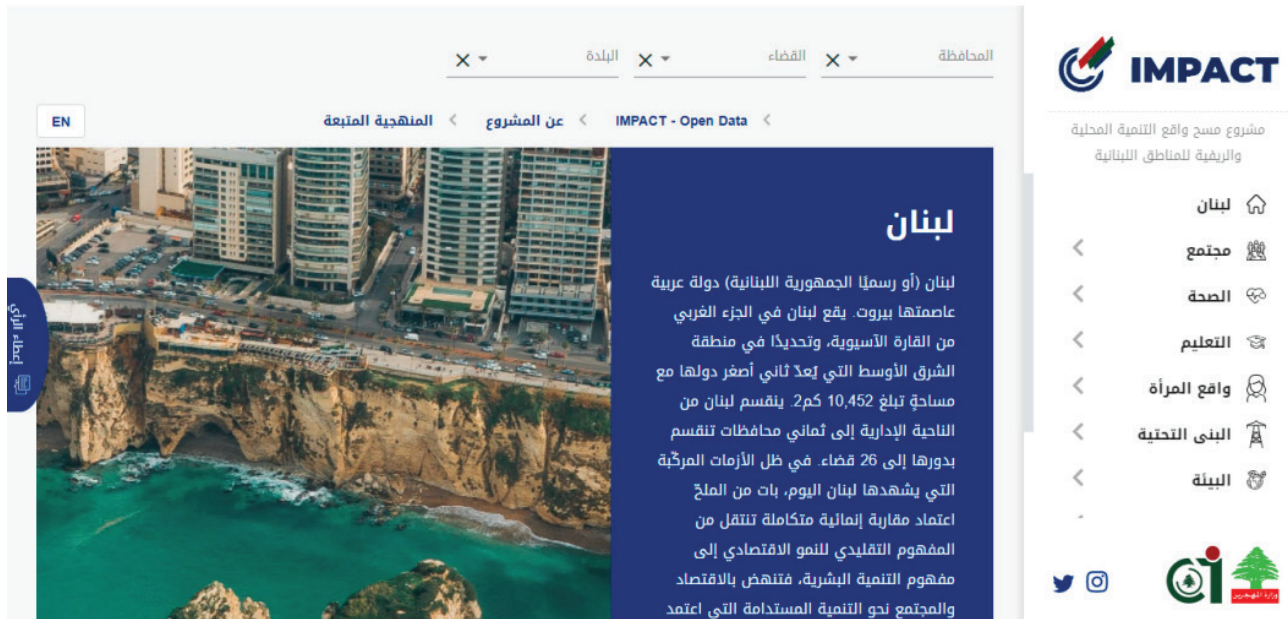 IMPACT
مشروع مسح واقع التنمية المحلية
والريفية للمناطق اللبنانية
لبنان
مجتمع
الصحة
التعليم
واقع المرأة
البنى التحتية
البيئة
وزارة المهجرين
المحافظة
القضاء
البلدة
IMPACT - Open Data
عن المشروع
المنهجية المتبعة
EN
لبنان
لبنان (أو رسميًا الجمهورية اللبنانية) دولة عربية
عاصمتها بيروت. يقع لبنان في الجزء الغربي
من القارة الآسيوية، وتحديدًا في منطقة
الشرق الأوسط التي يُعدّ ثاني أصغر دولها مع
مساحةٍ تبلغ 10,452 كم2. ينقسم لبنان من
الناحية الإدارية إلى ثماني محافظات تنقسم
بدورها إلى 26 قضاء. في ظل الأزمات المركّبة
التي يشهدها لبنان اليوم، بات من الملحّ
اعتماد مقاربة إنمائية متكاملة تنتقل من
المفهوم التقليدي للنمو الاقتصادي إلى
مفهوم التنمية البشرية، فتنهض بالاقتصاد
والمجتمع نحو التنمية المستدامة التي اعتمد
إعطاء الرأي